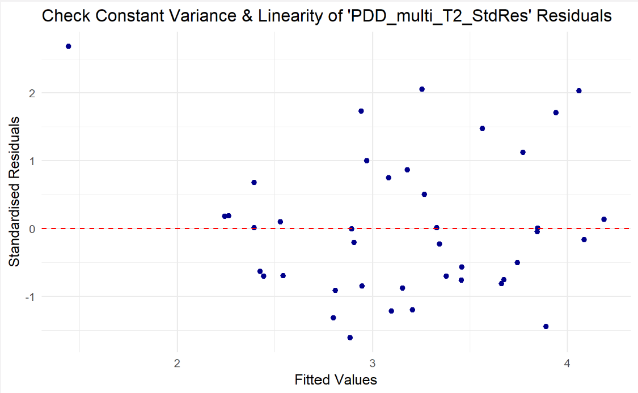 Check Constant Variance & Linearity of 'PDD_multi_T2_StdRes' Residuals
Standardised Residuals
2
1
0
-1
2
3
4
Fitted Values